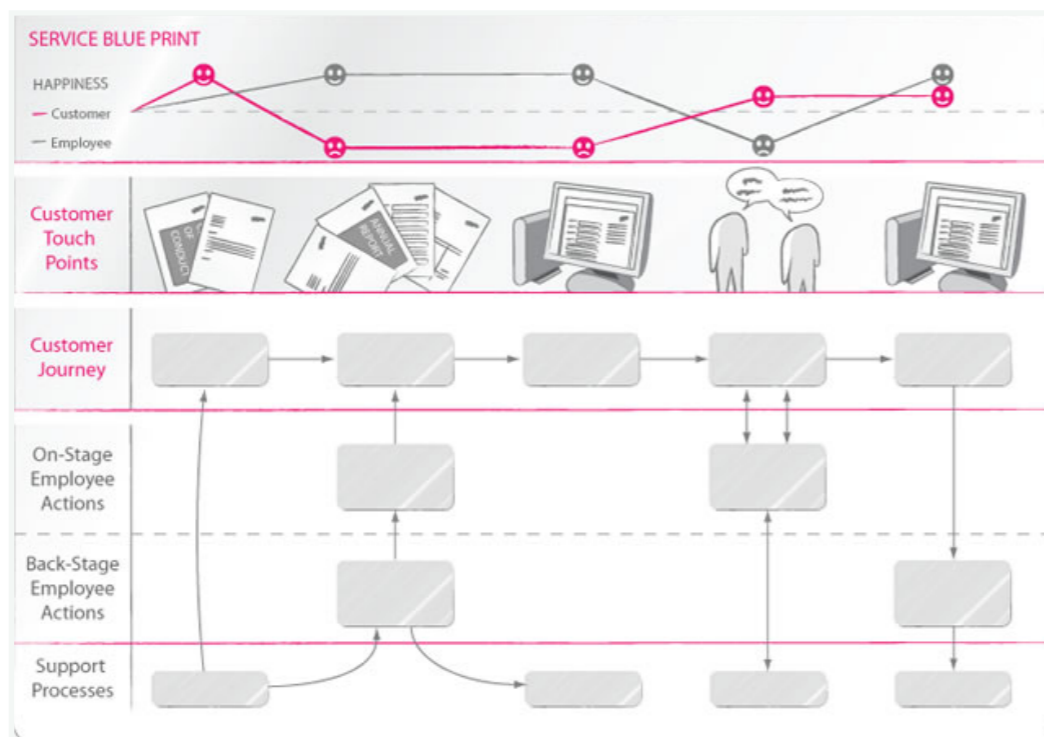 SERVICE BLUE PRINT
HAPPINESS
Customer
Employee
Customer
Touch
Points
OF
CONDUCT
ANNUAL
REPORT
Customer
Journey
On-Stage
Employee
Actions
Back-Stage
Employee
Actions
Support
Processes